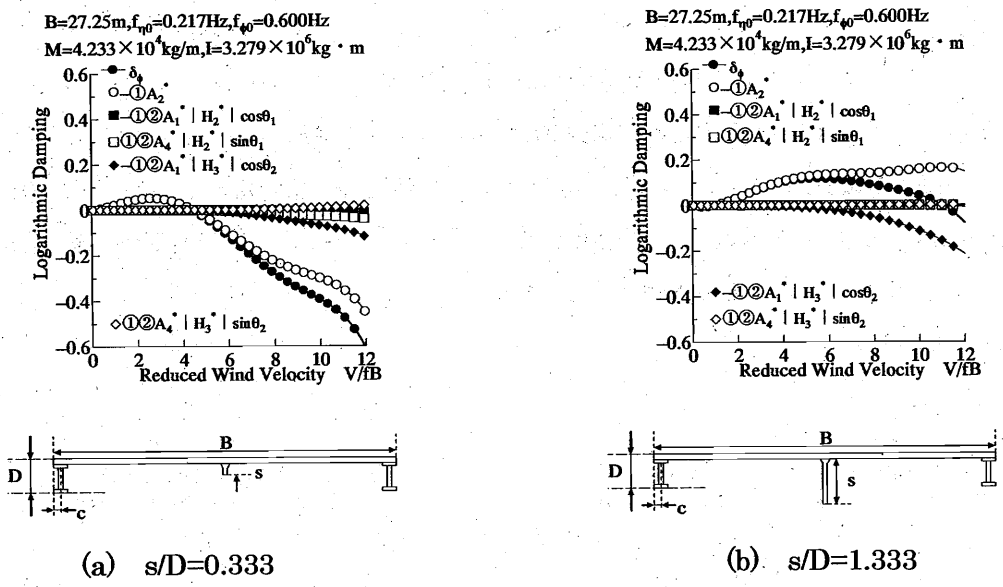 B=27.25m,fη0=0.217Hz,fϕ0=0.600Hz
M=4.233×10⁴kg/m,I=3.279×10⁶kg・m
0.6
0.4
0.2
0
−0.2
−0.4
−0.6
Logarithmic Damping
δϕ
−①A₂*
−①②A₁*|H₂*|cosθ₁
①②A₄*|H₂*|sinθ₁
−①②A₁*|H₃*|cosθ₂
①②A₄*|H₃*|sinθ₂
0 2 4 6 8 10 12
Reduced Wind Velocity V/fB
B
D
s
c
(a) s/D=0.333
B=27.25m,fη0=0.217Hz,fϕ0=0.600Hz
M=4.233×10⁴kg/m,I=3.279×10⁶kg・m
0.6
0.4
0.2
0
−0.2
−0.4
−0.6
Logarithmic Damping
δϕ
−①A₂*
−①②A₁*|H₂*|cosθ₁
①②A₄*|H₂*|sinθ₁
−①②A₁*|H₃*|cosθ₂
①②A₄*|H₃*|sinθ₂
0 2 4 6 8 10 12
Reduced Wind Velocity V/fB
B
D
s
c
(b) s/D=1.333